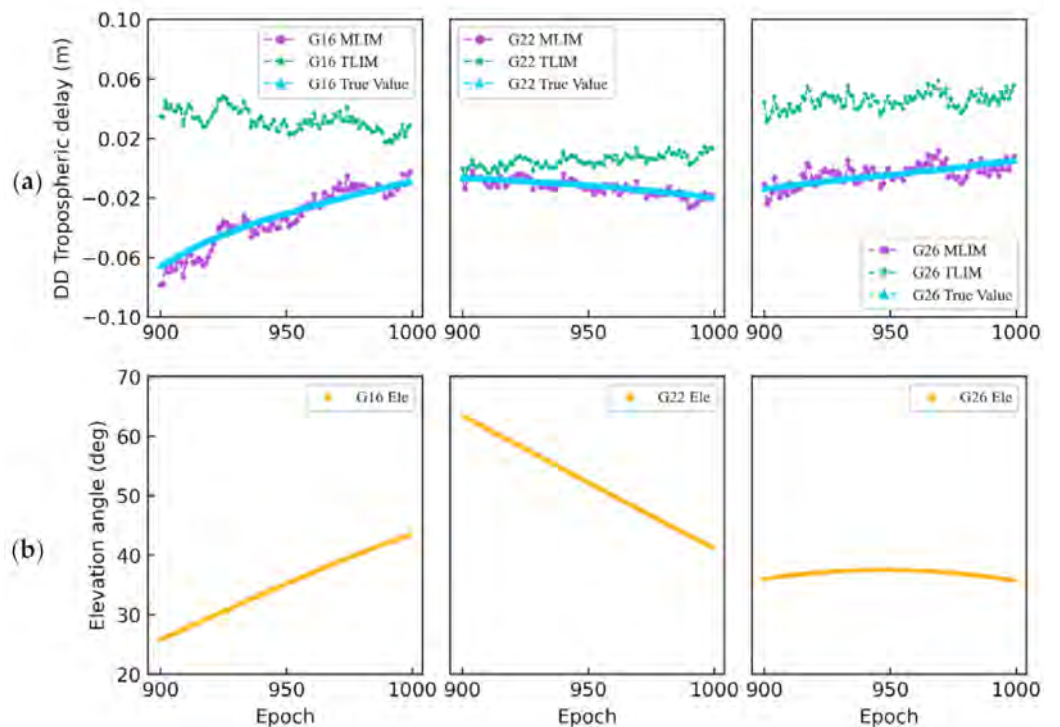 0.10
0.06
0.02
−0.02
−0.06
−0.10
DD Tropospheric delay (m)
(a)
G16 MLIM
G16 TLIM
G16 True Value
900 950 1000
G22 MLIM
G22 TLIM
G22 True Value
900 950 1000
G26 MLIM
G26 TLIM
G26 True Value
900 950 1000
70
60
50
40
30
20
Elevation angle (deg)
(b)
G16 Ele
900 950 1000
Epoch
G22 Ele
900 950 1000
Epoch
G26 Ele
900 950 1000
Epoch